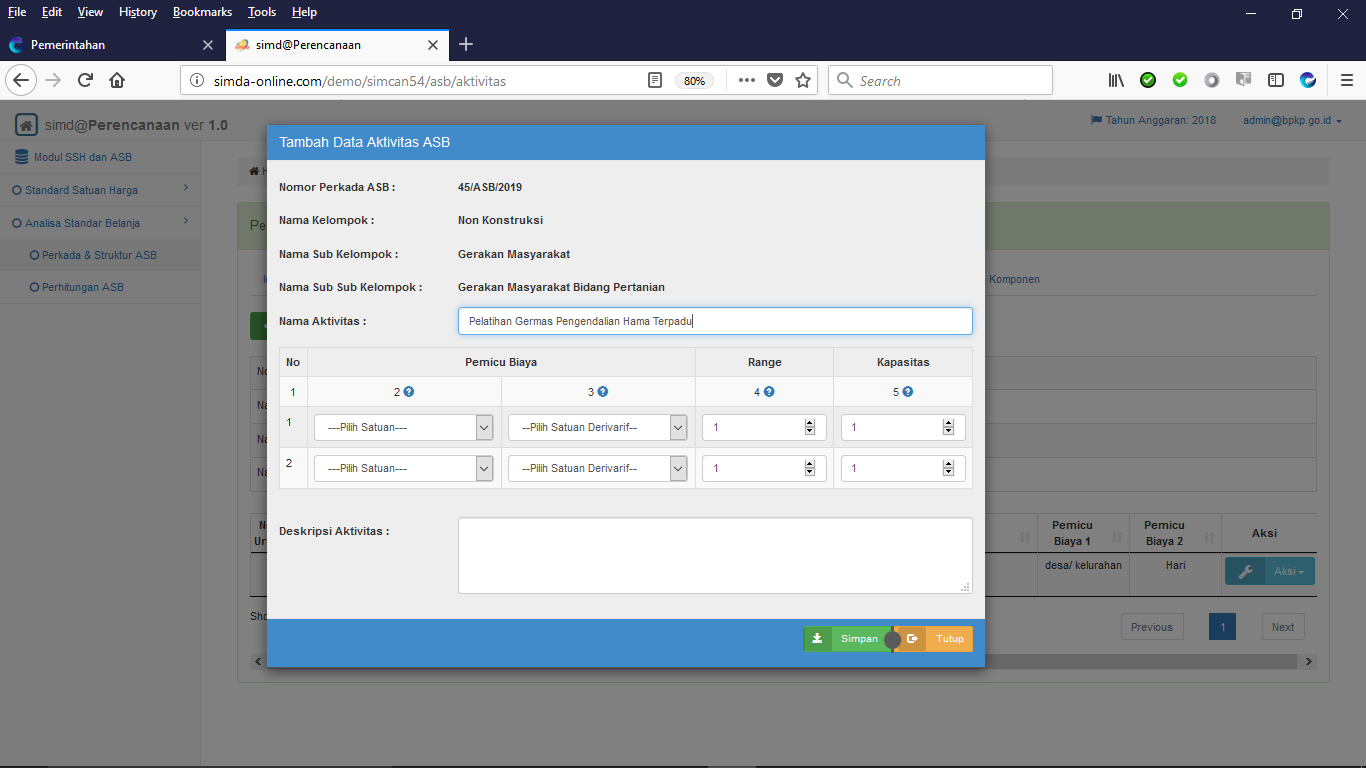 File Edit View History Bookmarks Tools Help
Pemerintahan simd@Perencanaan
simda-online.com/demo/simcan54/asb/aktivitas 80% Search
simd@Perencanaan ver 1.0 Tahun Anggaran: 2018 admin@bpkp.go.id
Modul SSH dan ASB
Standard Satuan Harga
Analisa Standar Belanja
Perkada & Struktur ASB
Perhitungan ASB
Tambah Data Aktivitas ASB
Nomor Perkada ASB : 45/ASB/2019
Nama Kelompok : Non Konstruksi
Nama Sub Kelompok : Gerakan Masyarakat
Nama Sub Sub Kelompok : Gerakan Masyarakat Bidang Pertanian
Nama Aktivitas : Pelatihan Germas Pengendalian Hama Terpadu
No Pemicu Biaya Range Kapasitas
1 2 3 4 5
1 ---Pilih Satuan--- --Pilih Satuan Derivarif-- 1 1
2 ---Pilih Satuan--- --Pilih Satuan Derivarif-- 1 1
Deskripsi Aktivitas :
Simpan Tutup
Komponen
Pemicu Biaya 1 Pemicu Biaya 2 Aksi
desa/ kelurahan Hari Aksi
Previous 1 Next